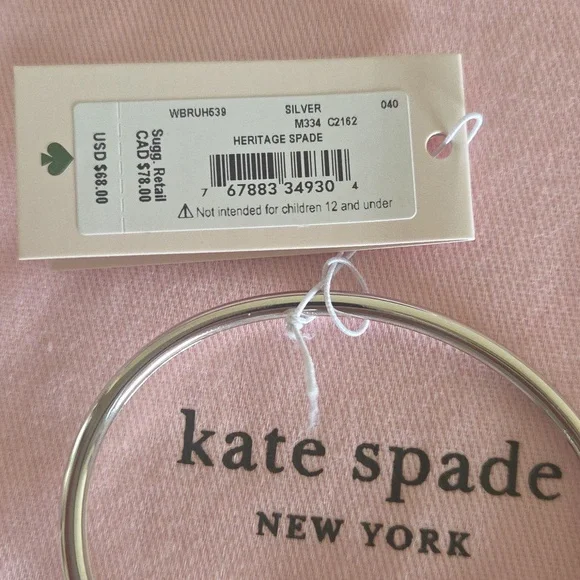 WBRUH539 SILVER 040
M334 C2162
HERITAGE SPADE
7 67883 34930 4
⚠ Not intended for children 12 and under
Sugg. Retail
CAD $78.00
USD $68.00
kate spade
NEW YORK